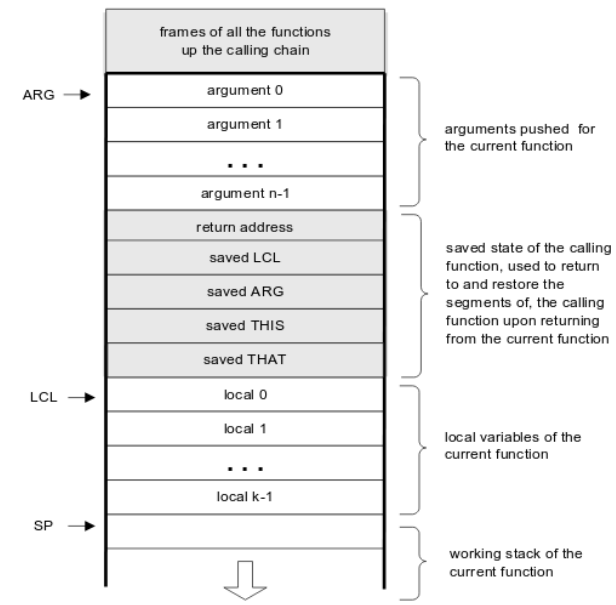 frames of all the functions
up the calling chain
ARG
argument 0
argument 1
. . .
argument n-1
arguments pushed for
the current function
return address
saved LCL
saved ARG
saved THIS
saved THAT
saved state of the calling
function, used to return
to and restore the
segments of, the calling
function upon returning
from the current function
LCL
local 0
local 1
. . .
local k-1
local variables of the
current function
SP
working stack of the
current function